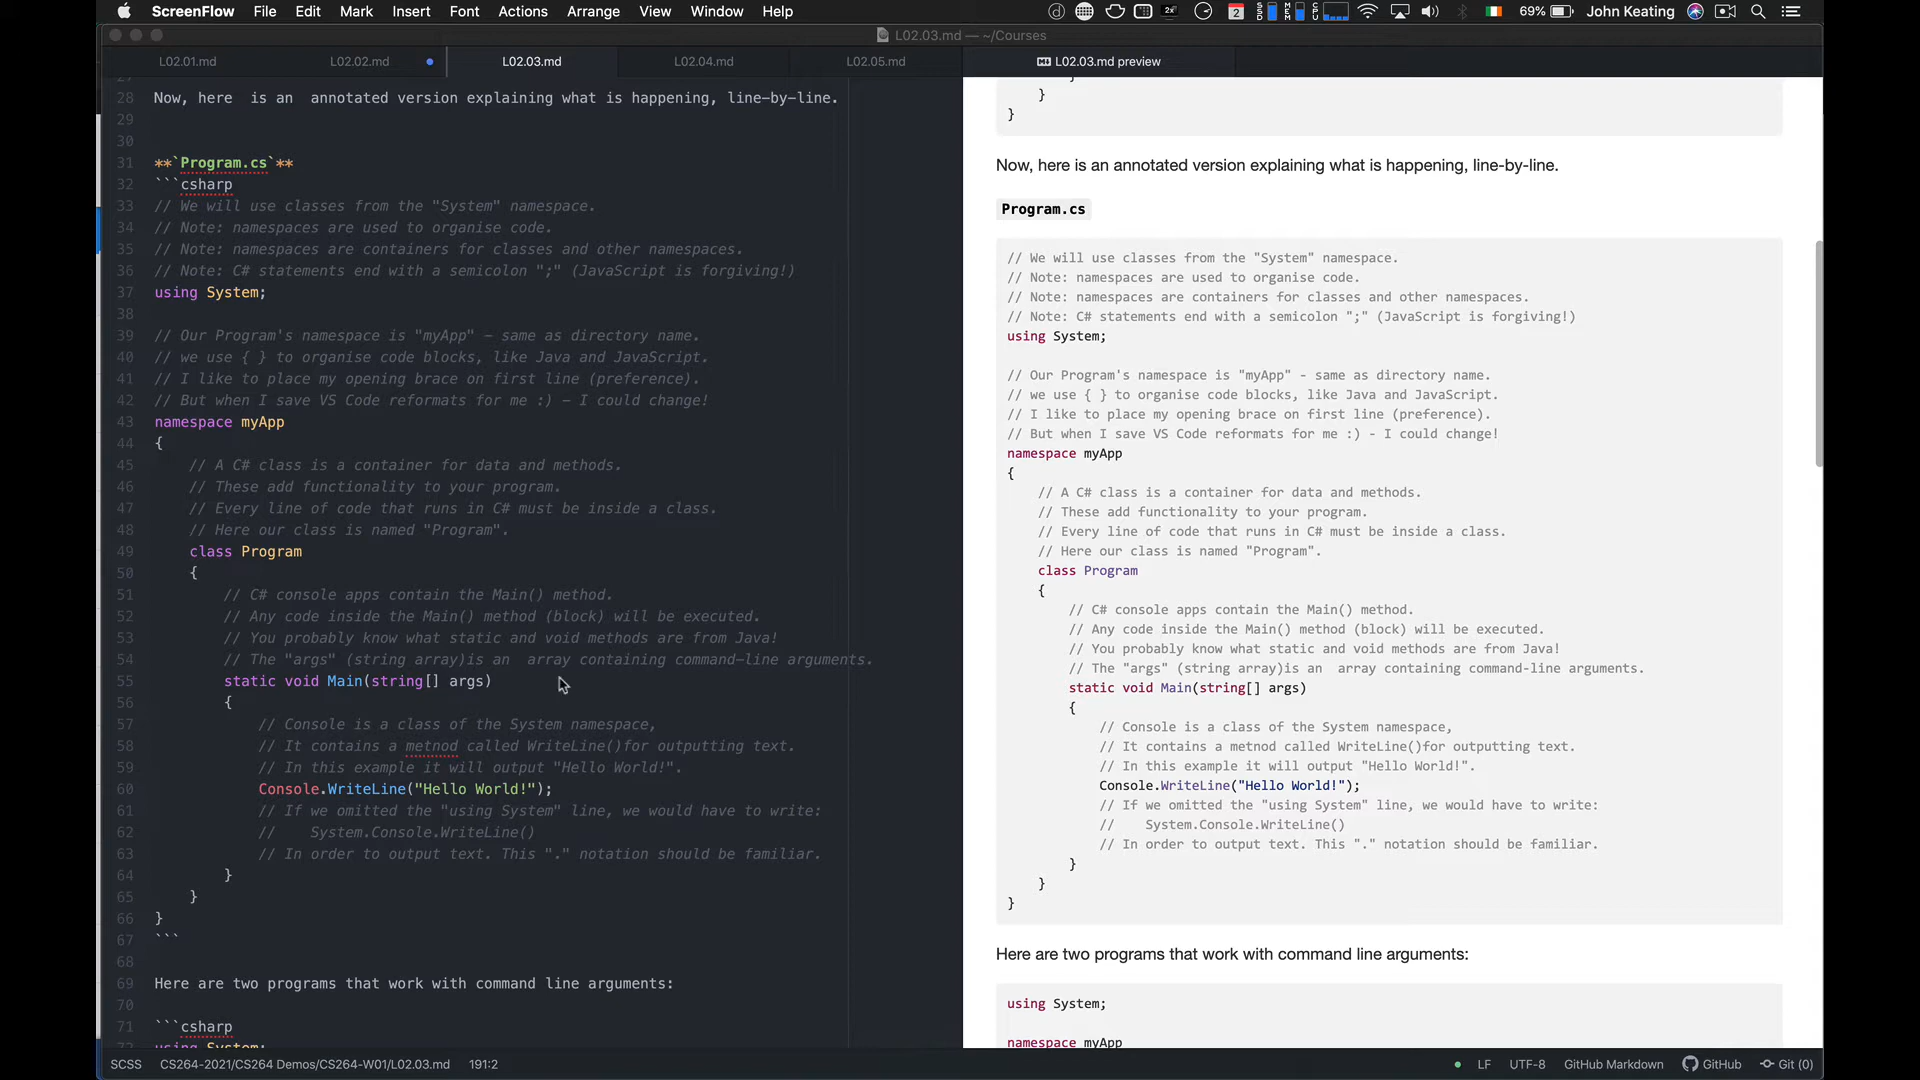 ScreenFlow File Edit Mark Insert Font Actions Arrange View Window Help
2x 2 SSD MEM CPU 69% John Keating
L02.03.md — ~/Courses
L02.01.md L02.02.md L02.03.md L02.04.md L02.05.md
28 Now, here  is an  annotated version explaining what is happening, line-by-line.
29
30
31 **`Program.cs`**
32 ```csharp
33 // We will use classes from the "System" namespace.
34 // Note: namespaces are used to organise code.
35 // Note: namespaces are containers for classes and other namespaces.
36 // Note: C# statements end with a semicolon ";" (JavaScript is forgiving!)
37 using System;
38
39 // Our Program's namespace is "myApp" - same as directory name.
40 // we use { } to organise code blocks, like Java and JavaScript.
41 // I like to place my opening brace on first line (preference).
42 // But when I save VS Code reformats for me :) - I could change!
43 namespace myApp
44 {
45 // A C# class is a container for data and methods.
46 // These add functionality to your program.
47 // Every line of code that runs in C# must be inside a class.
48 // Here our class is named "Program".
49 class Program
50 {
51 // C# console apps contain the Main() method.
52 // Any code inside the Main() method (block) will be executed.
53 // You probably know what static and void methods are from Java!
54 // The "args" (string array)is an  array containing command-line arguments.
55 static void Main(string[] args)
56 {
57 // Console is a class of the System namespace,
58 // It contains a metnod called WriteLine()for outputting text.
59 // In this example it will output "Hello World!".
60 Console.WriteLine("Hello World!");
61 // If we omitted the "using System" line, we would have to write:
62 //    System.Console.WriteLine()
63 // In order to output text. This "." notation should be familiar.
64 }
65 }
66 }
67 ```
68
69 Here are two programs that work with command line arguments:
70
71 ```csharp
72 using System;
L02.03.md preview
}
}
Now, here is an annotated version explaining what is happening, line-by-line.
Program.cs
// We will use classes from the "System" namespace.
// Note: namespaces are used to organise code.
// Note: namespaces are containers for classes and other namespaces.
// Note: C# statements end with a semicolon ";" (JavaScript is forgiving!)
using System;
// Our Program's namespace is "myApp" - same as directory name.
// we use { } to organise code blocks, like Java and JavaScript.
// I like to place my opening brace on first line (preference).
// But when I save VS Code reformats for me :) - I could change!
namespace myApp
{
// A C# class is a container for data and methods.
// These add functionality to your program.
// Every line of code that runs in C# must be inside a class.
// Here our class is named "Program".
class Program
{
// C# console apps contain the Main() method.
// Any code inside the Main() method (block) will be executed.
// You probably know what static and void methods are from Java!
// The "args" (string array)is an  array containing command-line arguments.
static void Main(string[] args)
{
// Console is a class of the System namespace,
// It contains a metnod called WriteLine()for outputting text.
// In this example it will output "Hello World!".
Console.WriteLine("Hello World!");
// If we omitted the "using System" line, we would have to write:
//    System.Console.WriteLine()
// In order to output text. This "." notation should be familiar.
}
}
}
Here are two programs that work with command line arguments:
using System;
namespace myApp
SCSS CS264-2021/CS264 Demos/CS264-W01/L02.03.md 191:2 LF UTF-8 GitHub Markdown GitHub Git (0)